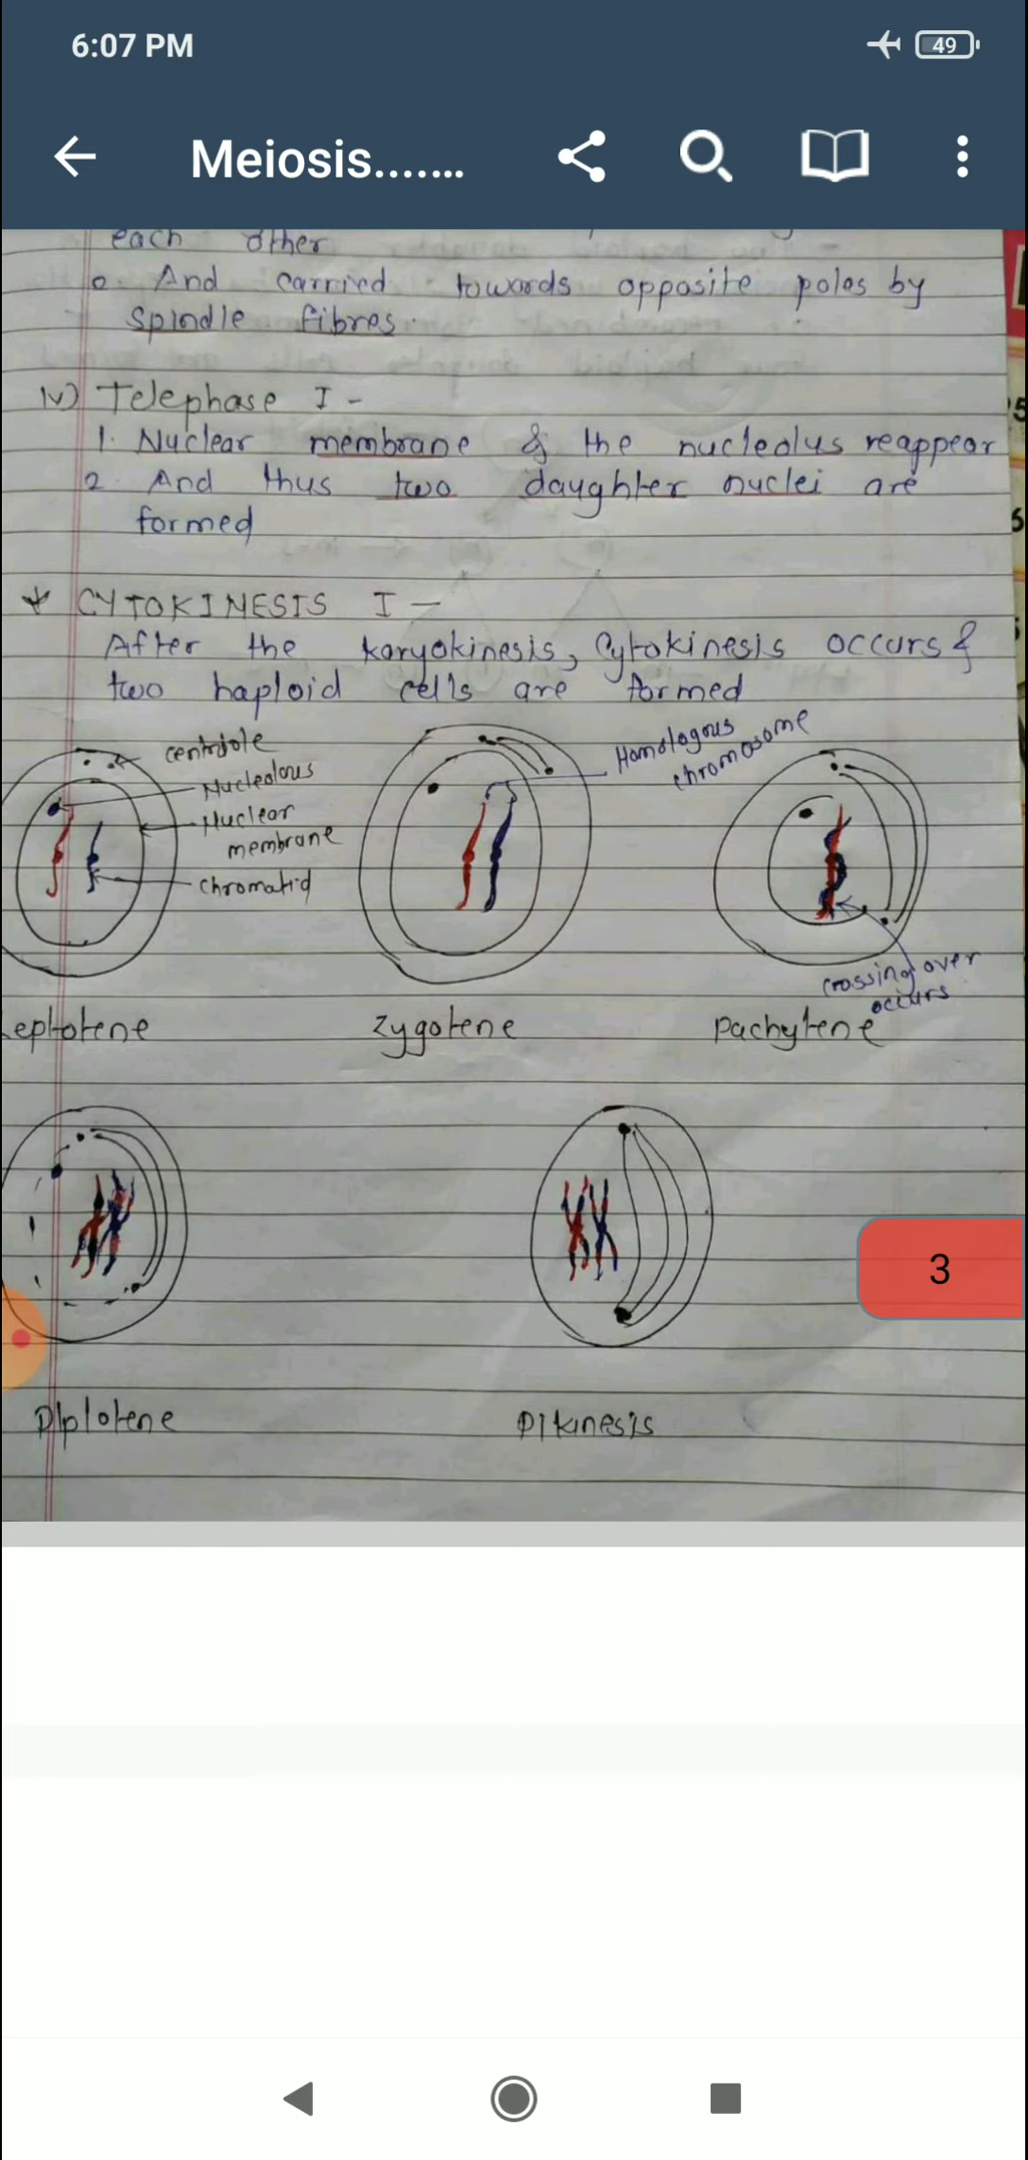 6:07 PM
49
Meiosis.......
each other
And carried towards opposite poles by
spindle fibres.
IV) Telephase I -
1. Nuclear membrane & the nucleolus reappear
2. And thus two daughter nuclei are
formed
CYTOKINESIS I -
After the karyokinesis, Cytokinesis occurs &
two haploid cells are formed
centriole
Nucleolous
Nuclear
membrane
chromatid
Homologous
chromosome
crossing over
occurs
Leptotene
Zygotene
Pachytene
3
Diplotene
Dikinesis